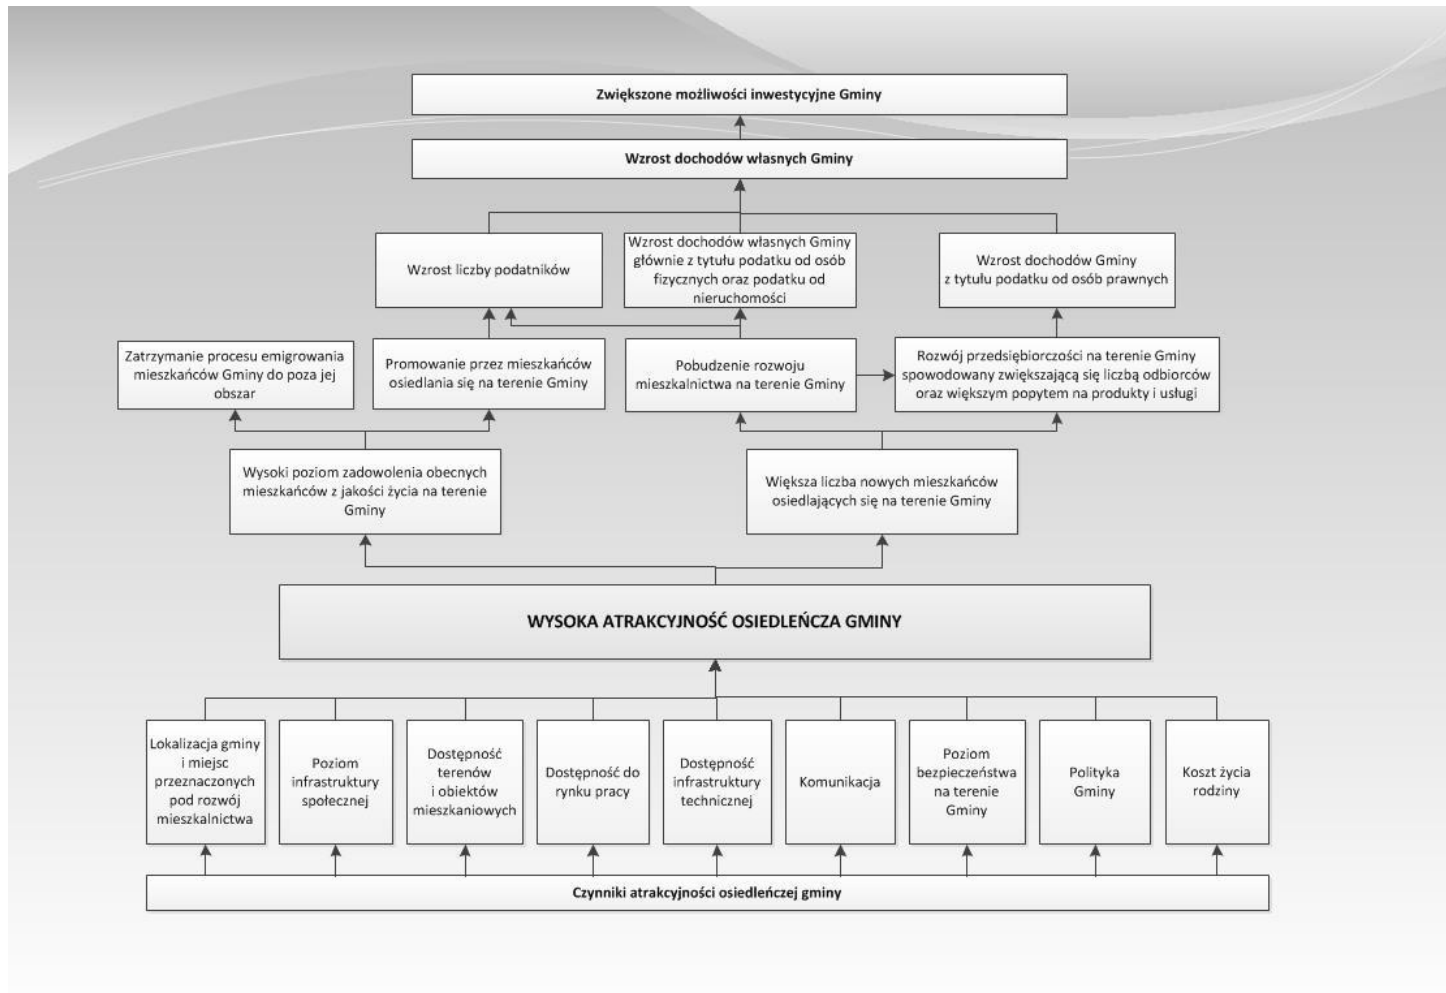 Zwiększone możliwości inwestycyjne Gminy
Wzrost dochodów własnych Gminy
Wzrost liczby podatników
Wzrost dochodów własnych Gminy
głównie z tytułu podatku od osób
fizycznych oraz podatku od
nieruchomości
Wzrost dochodów Gminy
z tytułu podatku od osób prawnych
Zatrzymanie procesu emigrowania
mieszkańców Gminy do poza jej
obszar
Promowanie przez mieszkańców
osiedlania się na terenie Gminy
Pobudzenie rozwoju
mieszkalnictwa na terenie Gminy
Rozwój przedsiębiorczości na terenie Gminy
spowodowany zwiększającą się liczbą odbiorców
oraz większym popytem na produkty i usługi
Wysoki poziom zadowolenia obecnych
mieszkańców z jakości życia na terenie
Gminy
Większa liczba nowych mieszkańców
osiedlających się na terenie Gminy
WYSOKA ATRAKCYJNOŚĆ OSIEDLEŃCZA GMINY
Lokalizacja gminy
i miejsc
przeznaczonych
pod rozwój
mieszkalnictwa
Poziom
infrastruktury
społecznej
Dostępność
terenów
i obiektów
mieszkaniowych
Dostępność do
rynku pracy
Dostępność
infrastruktury
technicznej
Komunikacja
Poziom
bezpieczeństwa
na terenie
Gminy
Polityka
Gminy
Koszt życia
rodziny
Czynniki atrakcyjności osiedleńczej gminy